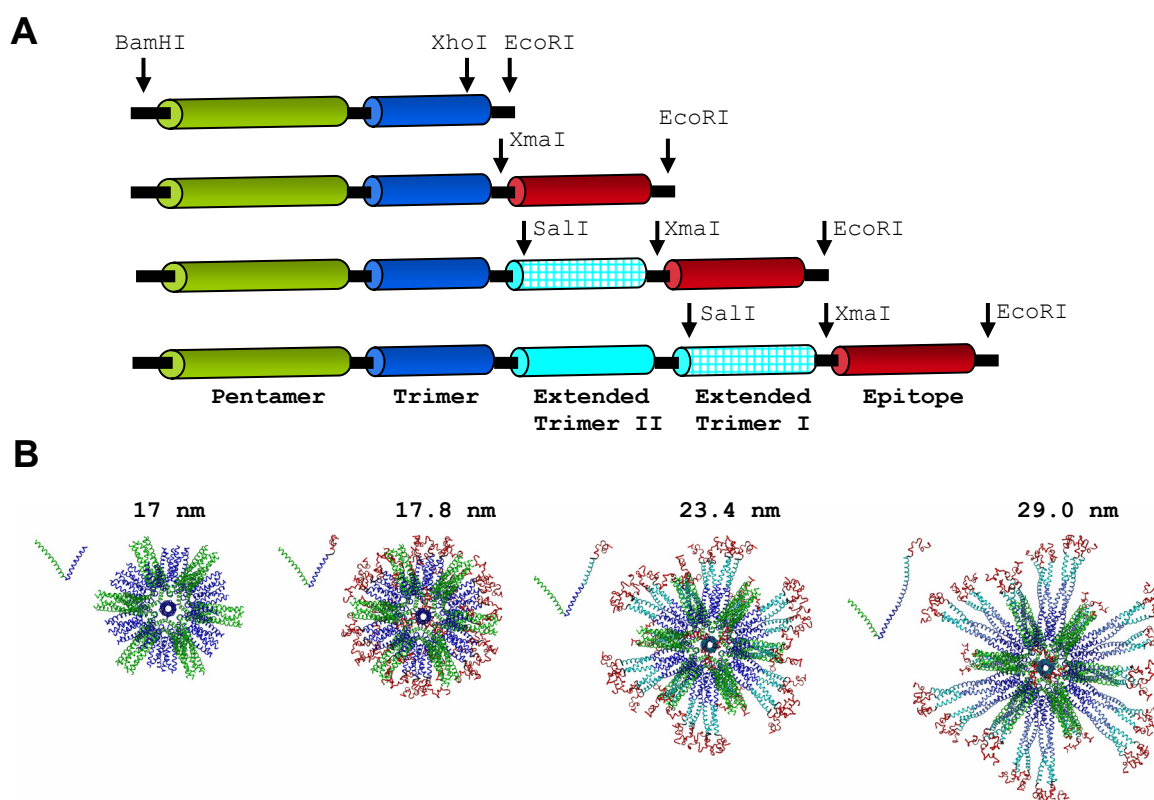 A
BamHI XhoI EcoRI
XmaI EcoRI
SalI XmaI EcoRI
SalI XmaI EcoRI
Pentamer Trimer Extended Extended Epitope
Trimer II Trimer I
B
17 nm 17.8 nm 23.4 nm 29.0 nm